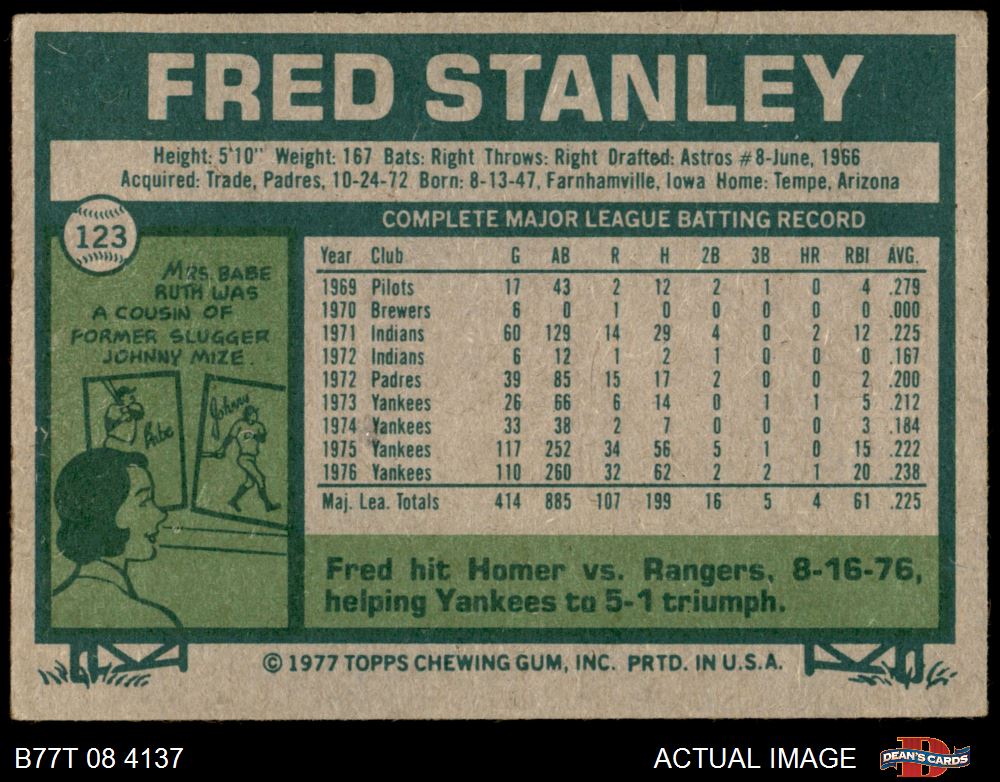 FRED STANLEY
Height: 5'10" Weight: 167 Bats: Right Throws: Right Drafted: Astros #8-June, 1966
Acquired: Trade, Padres, 10-24-72 Born: 8-13-47, Farnhamville, Iowa Home: Tempe, Arizona
123
MRS. BABE
RUTH WAS
A COUSIN OF
FORMER SLUGGER
JOHNNY MIZE.
Babe
Johnny
COMPLETE MAJOR LEAGUE BATTING RECORD
Year Club G AB R H 2B 3B HR RBI AVG.
1969 Pilots 17 43 2 12 2 1 0 4 .279
1970 Brewers 6 0 1 0 0 0 0 0 .000
1971 Indians 60 129 14 29 4 0 2 12 .225
1972 Indians 6 12 1 2 1 0 0 0 .167
1972 Padres 39 85 15 17 2 0 0 2 .200
1973 Yankees 26 66 6 14 0 1 1 5 .212
1974 Yankees 33 38 2 7 0 0 0 3 .184
1975 Yankees 117 252 34 56 5 1 0 15 .222
1976 Yankees 110 260 32 62 2 2 1 20 .238
Maj. Lea. Totals 414 885 107 199 16 5 4 61 .225
Fred hit Homer vs. Rangers, 8-16-76,
helping Yankees to 5-1 triumph.
© 1977 TOPPS CHEWING GUM, INC. PRTD. IN U.S.A.
B77T 08 4137
ACTUAL IMAGE
D
DEAN'S CARDS